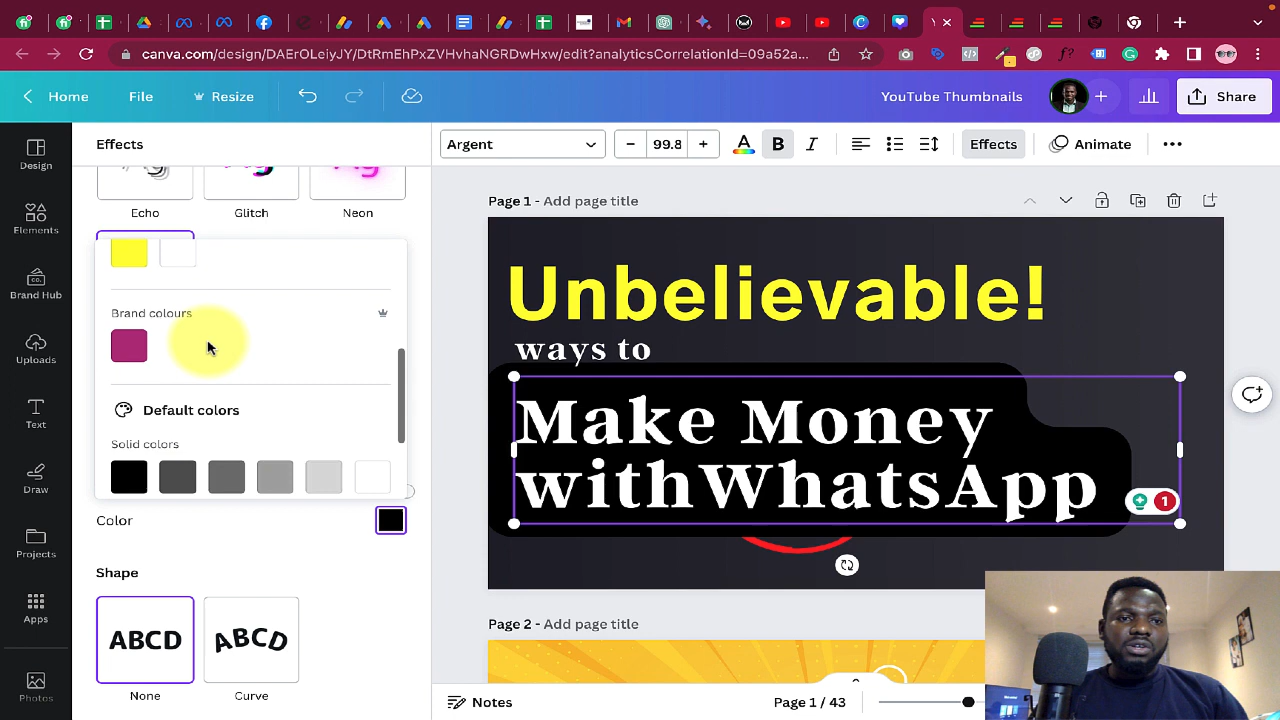 canva.com/design/DAErOLeiyJY/DtRmEhPxZVHvhaNGRDwHxw/edit?analyticsCorrelationId=09a52a...
Home
File
Resize
YouTube Thumbnails
Share
Effects
Argent
99.8
B
I
Effects
Animate
Design
Elements
Brand Hub
Uploads
Text
Draw
Projects
Apps
Photos
Echo
Glitch
Neon
Brand colours
Default colors
Solid colors
Color
Shape
ABCD
ABCD
None
Curve
Page 1 - Add page title
Unbelievable!
ways to
Make Money
withWhatsApp
1
Page 2 - Add page title
Notes
Page 1 / 43